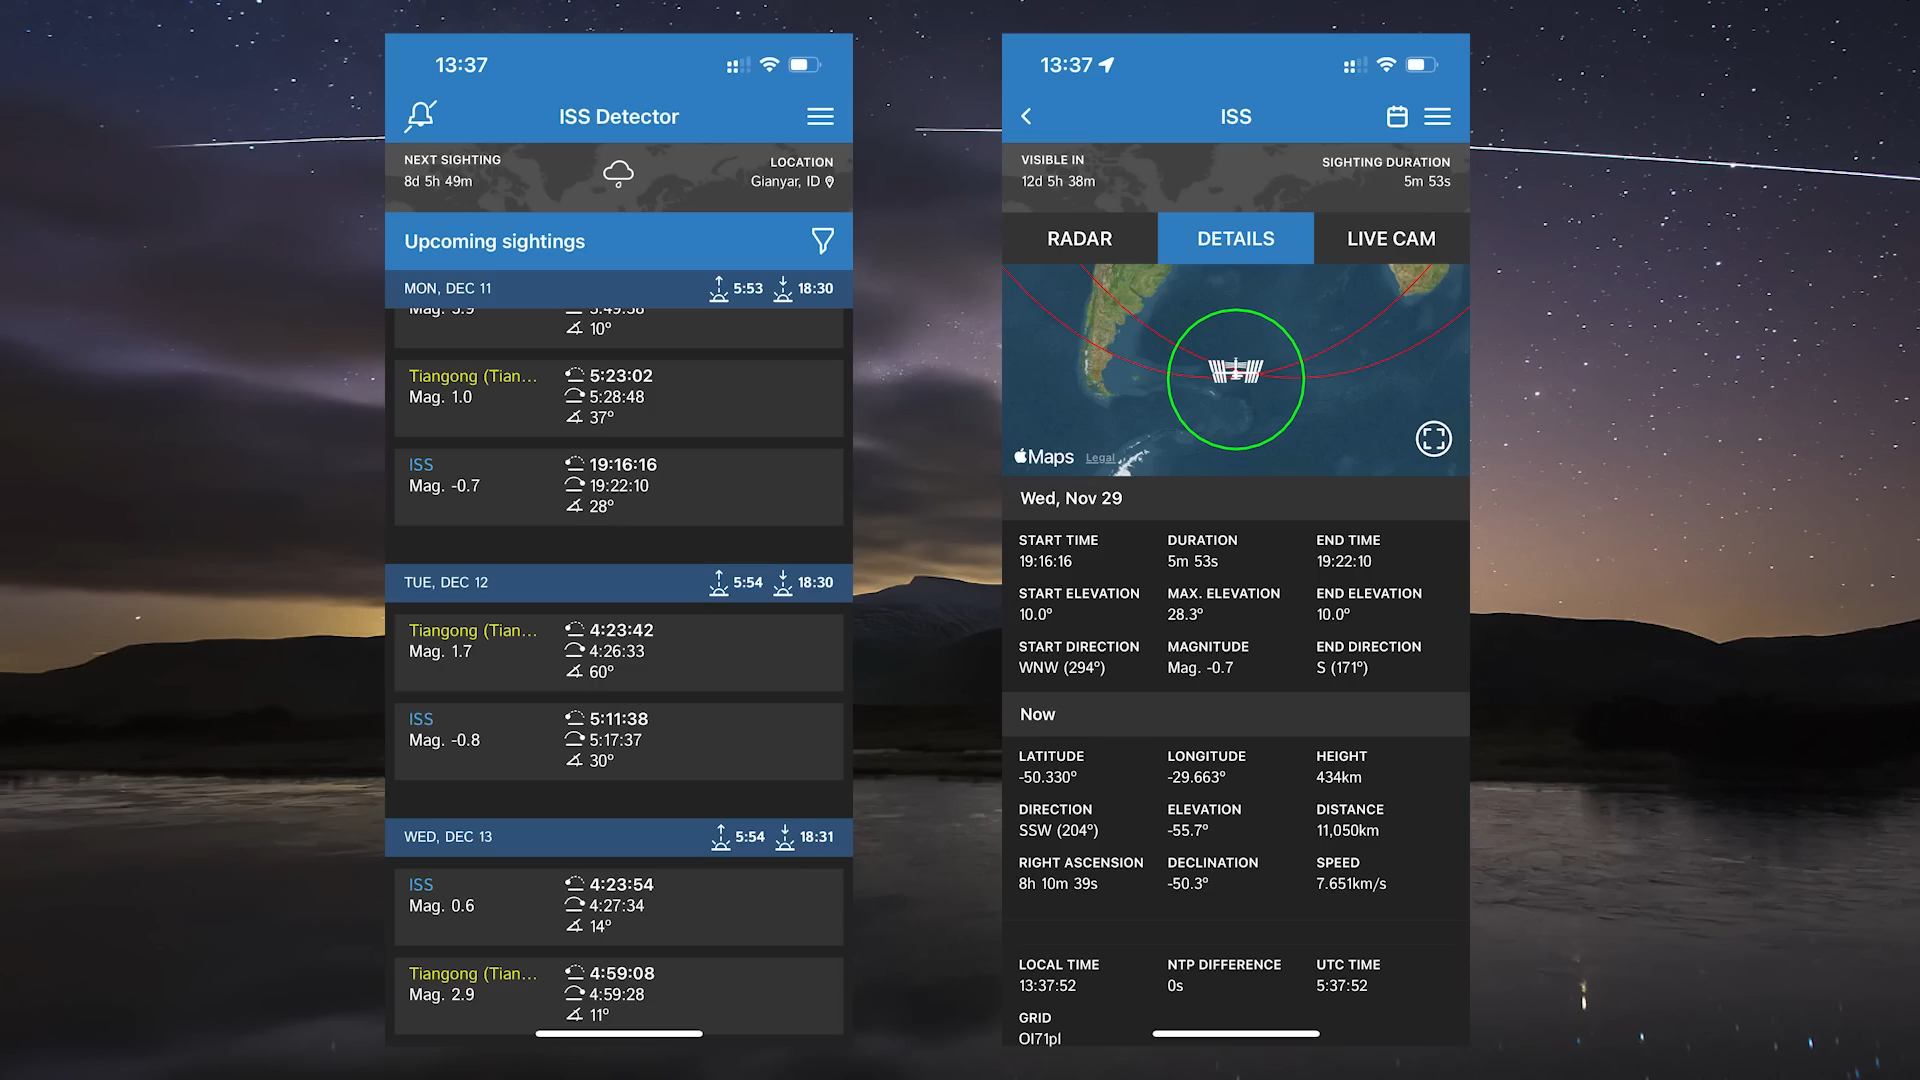 13:37
ISS Detector
NEXT SIGHTING
8d 5h 49m
LOCATION
Gianyar, ID
Upcoming sightings
MON, DEC 11
5:53
18:30
Mag. 3.9
5:49:38
10°
Tiangong (Tian...
Mag. 1.0
5:23:02
5:28:48
37°
ISS
Mag. -0.7
19:16:16
19:22:10
28°
TUE, DEC 12
5:54
18:30
Tiangong (Tian...
Mag. 1.7
4:23:42
4:26:33
60°
ISS
Mag. -0.8
5:11:38
5:17:37
30°
WED, DEC 13
5:54
18:31
ISS
Mag. 0.6
4:23:54
4:27:34
14°
Tiangong (Tian...
Mag. 2.9
4:59:08
4:59:28
11°
13:37
ISS
VISIBLE IN
12d 5h 38m
SIGHTING DURATION
5m 53s
RADAR
DETAILS
LIVE CAM
Maps
Legal
Wed, Nov 29
START TIME
19:16:16
DURATION
5m 53s
END TIME
19:22:10
START ELEVATION
10.0°
MAX. ELEVATION
28.3°
END ELEVATION
10.0°
START DIRECTION
WNW (294°)
MAGNITUDE
Mag. -0.7
END DIRECTION
S (171°)
Now
LATITUDE
-50.330°
LONGITUDE
-29.663°
HEIGHT
434km
DIRECTION
SSW (204°)
ELEVATION
-55.7°
DISTANCE
11,050km
RIGHT ASCENSION
8h 10m 39s
DECLINATION
-50.3°
SPEED
7.651km/s
LOCAL TIME
13:37:52
NTP DIFFERENCE
0s
UTC TIME
5:37:52
GRID
OI71pl